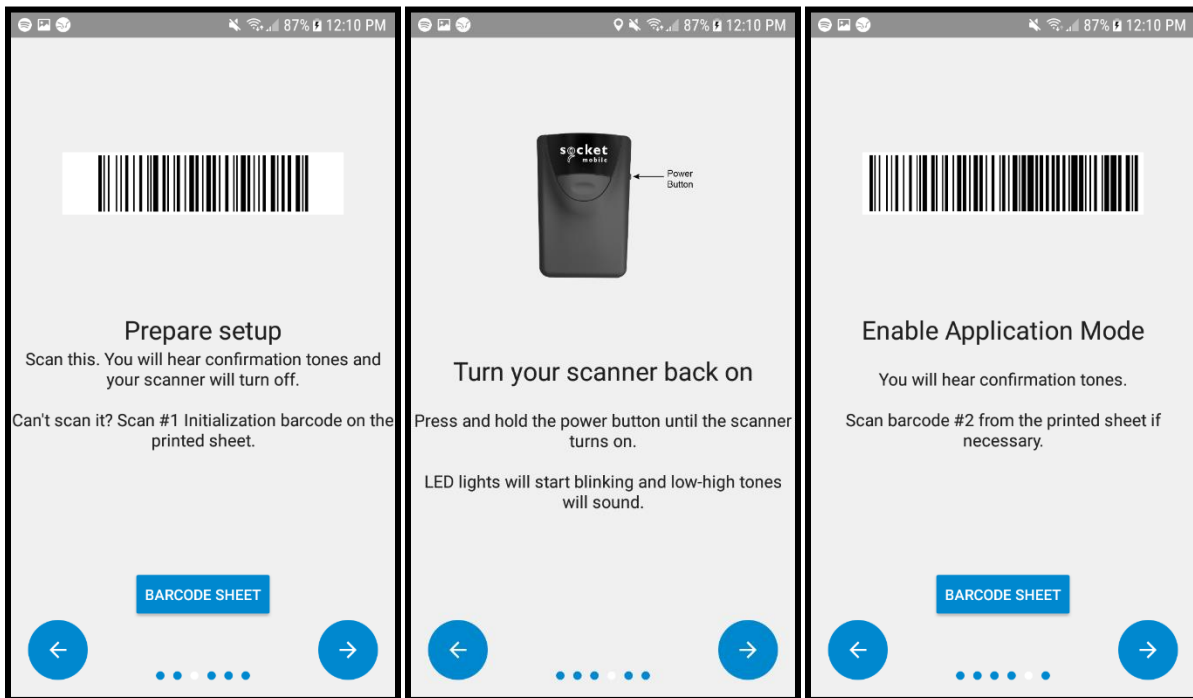 87% 12:10 PM
Prepare setup
Scan this. You will hear confirmation tones and
your scanner will turn off.
Can't scan it? Scan #1 Initialization barcode on the
printed sheet.
BARCODE SHEET
87% 12:10 PM
socket
mobile
Power
Button
Turn your scanner back on
Press and hold the power button until the scanner
turns on.
LED lights will start blinking and low-high tones
will sound.
87% 12:10 PM
Enable Application Mode
You will hear confirmation tones.
Scan barcode #2 from the printed sheet if
necessary.
BARCODE SHEET